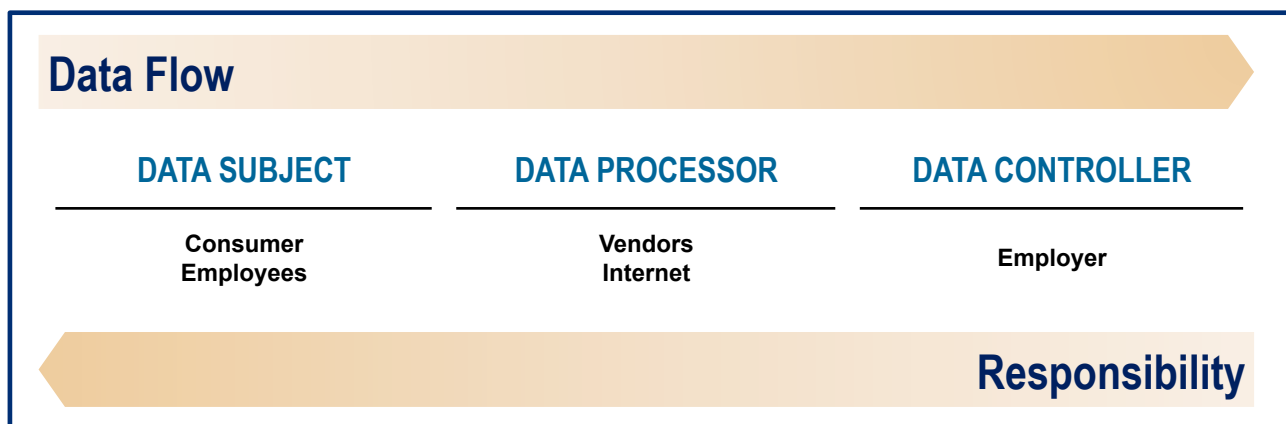 Data Flow
DATA SUBJECT
DATA PROCESSOR
DATA CONTROLLER
Consumer
Employees
Vendors
Internet
Employer
Responsibility